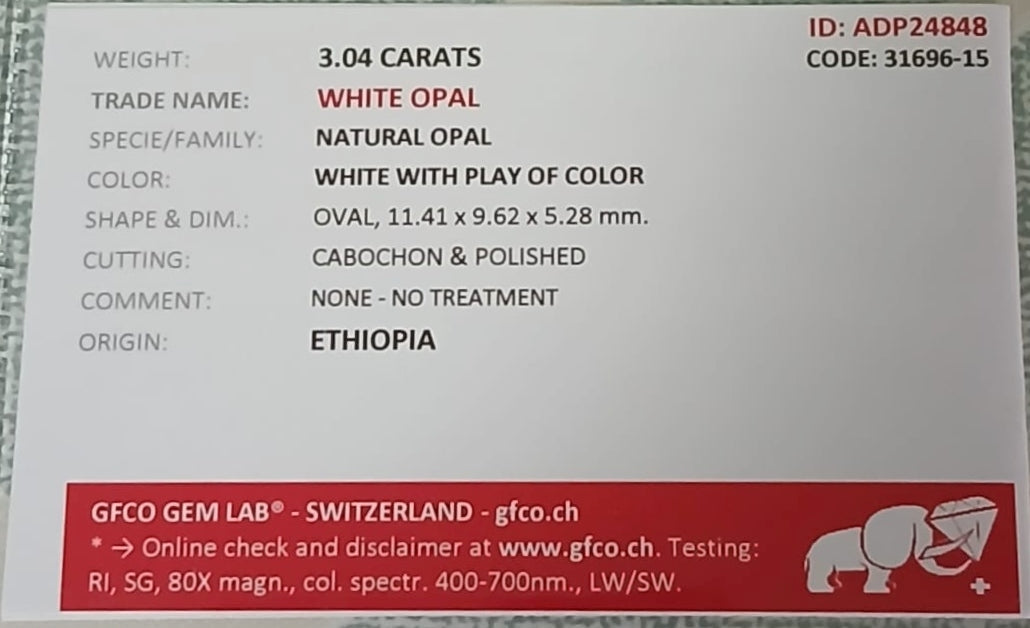 ID: ADP24848
CODE: 31696-15
WEIGHT: 3.04 CARATS
TRADE NAME: WHITE OPAL
SPECIE/FAMILY: NATURAL OPAL
COLOR: WHITE WITH PLAY OF COLOR
SHAPE & DIM.: OVAL, 11.41 x 9.62 x 5.28 mm.
CUTTING: CABOCHON & POLISHED
COMMENT: NONE - NO TREATMENT
ORIGIN: ETHIOPIA
GFCO GEM LAB® - SWITZERLAND - gfco.ch
* → Online check and disclaimer at www.gfco.ch. Testing:
RI, SG, 80X magn., col. spectr. 400-700nm., LW/SW.